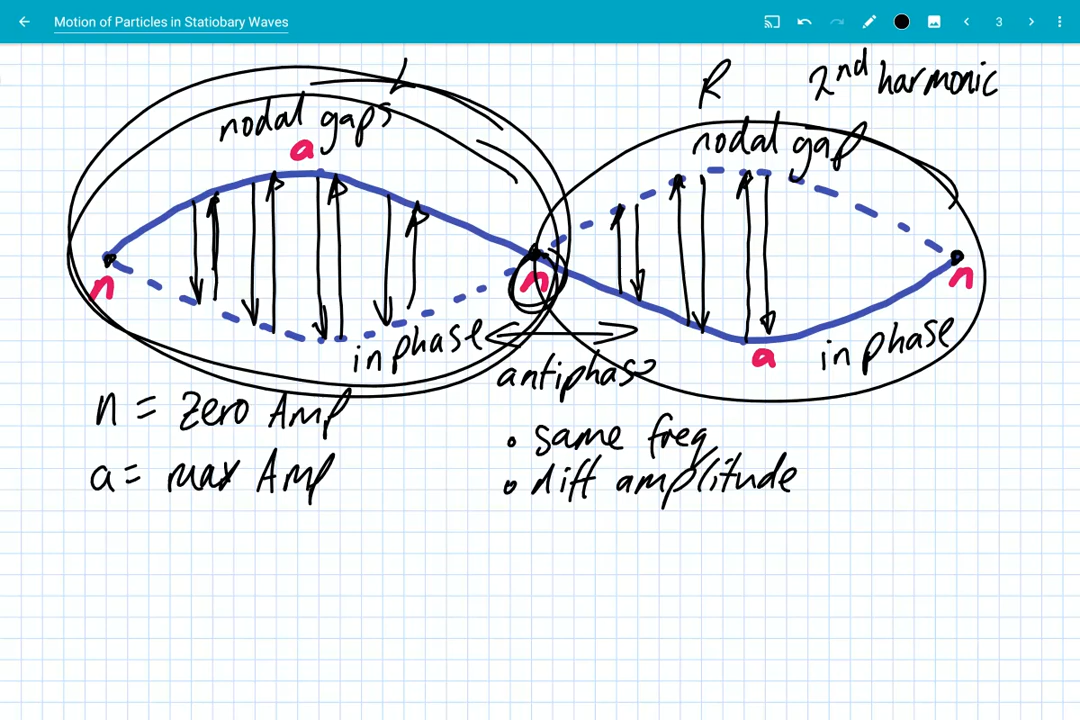 Motion of Particles in Statiobary Waves
3
L
R
2nd harmonic
nodal gaps
nodal gap
a
n
n
n
a
in phase
in phase
antiphase
n = Zero Amp
a = max Amp
• same freq
• diff amplitude